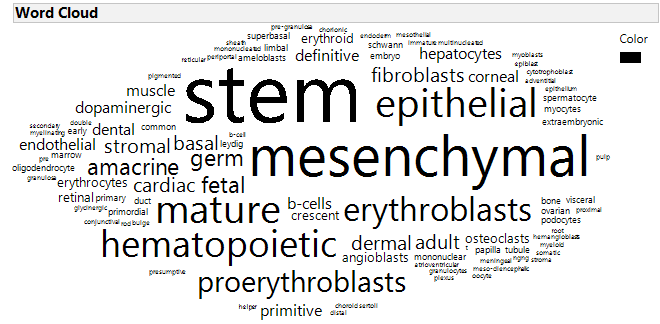 Word Cloud
Color
pre-granulosa
chorionic
superbasal
erythroid
endoderm
mesothelial
sheath
mononucleated
limbal
schwann
immature
multinucleated
reticular
periportal
ameloblasts
definitive
embryo
hepatocytes
myoblasts
epiblast
pigmented
fibroblasts
corneal
cytotrophoblast
adventitial
muscle
stem
epithelial
epithelium
spermatocyte
dopaminergic
myocytes
secondary
double
extraembryonic
myelinating
early
dental
common
b-cell
endothelial
stromal
basal
leydig
pre
marrow
germ
mesenchymal
pulp
oligodendrocyte
amacrine
granulosa
erythrocytes
cardiac
fetal
retinal
primary
duct
b-cells
bone
visceral
glycinergic
primordial
mature
crescent
erythroblasts
ovarian
proximal
conjunctival
rod
bulge
podocytes
root
hematopoietic
dermal
adult
osteoclasts
hemangioblasts
t
papilla
tubule
myeloid
angioblasts
mononuclear
somatic
presumptive
atrioventricular
meningeal
hgng
stroma
proerythroblasts
granulocytes
meso-diencephalic
plexus
oocyte
helper
primitive
choroid
sertoli
distal